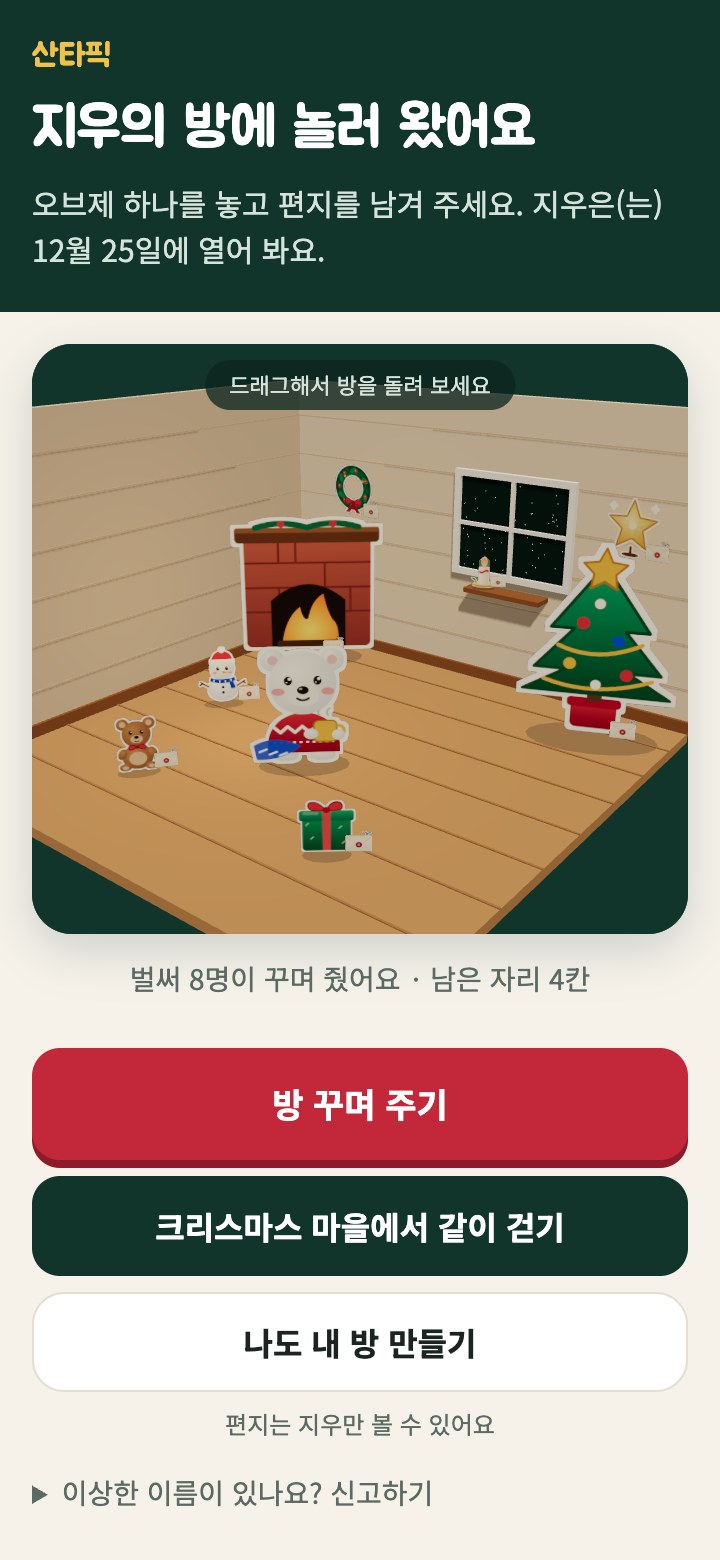 산타픽
지우의 방에 놀러 왔어요
오브제 하나를 놓고 편지를 남겨 주세요. 지우은(는)
12월 25일에 열어 봐요.
드래그해서 방을 돌려 보세요
벌써 8명이 꾸며 줬어요 · 남은 자리 4칸
방 꾸며 주기
크리스마스 마을에서 같이 걷기
나도 내 방 만들기
편지는 지우만 볼 수 있어요
▶ 이상한 이름이 있나요? 신고하기